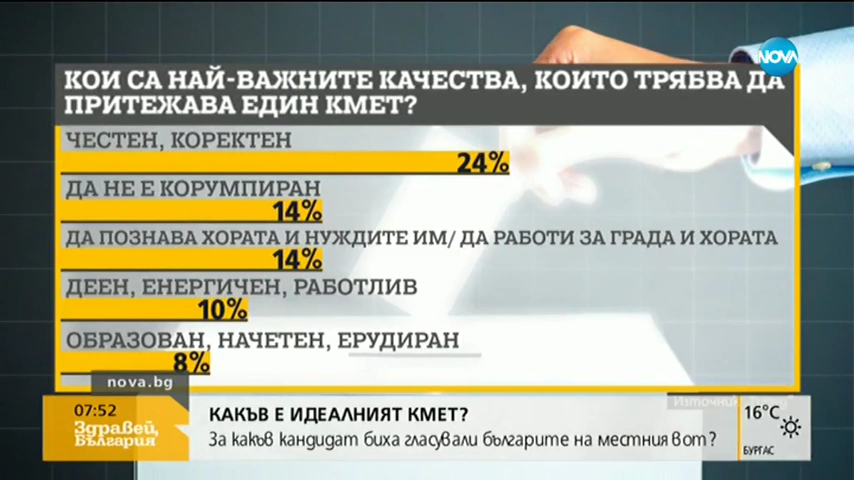 NOVA
КОИ СА НАЙ-ВАЖНИТЕ КАЧЕСТВА, КОИТО ТРЯБВА ДА
ПРИТЕЖАВА ЕДИН КМЕТ?
ЧЕСТЕН, КОРЕКТЕН
24%
ДА НЕ Е КОРУМПИРАН
14%
ДА ПОЗНАВА ХОРАТА И НУЖДИТЕ ИМ/ ДА РАБОТИ ЗА ГРАДА И ХОРАТА
14%
ДЕЕН, ЕНЕРГИЧЕН, РАБОТЛИВ
10%
ОБРАЗОВАН, НАЧЕТЕН, ЕРУДИРАН
8%
nova.bg
Източник
07:52
Здравей,
България
КАКЪВ Е ИДЕАЛНИЯТ КМЕТ?
За какъв кандидат биха гласували българите на местния вот?
16°C
БУРГАС